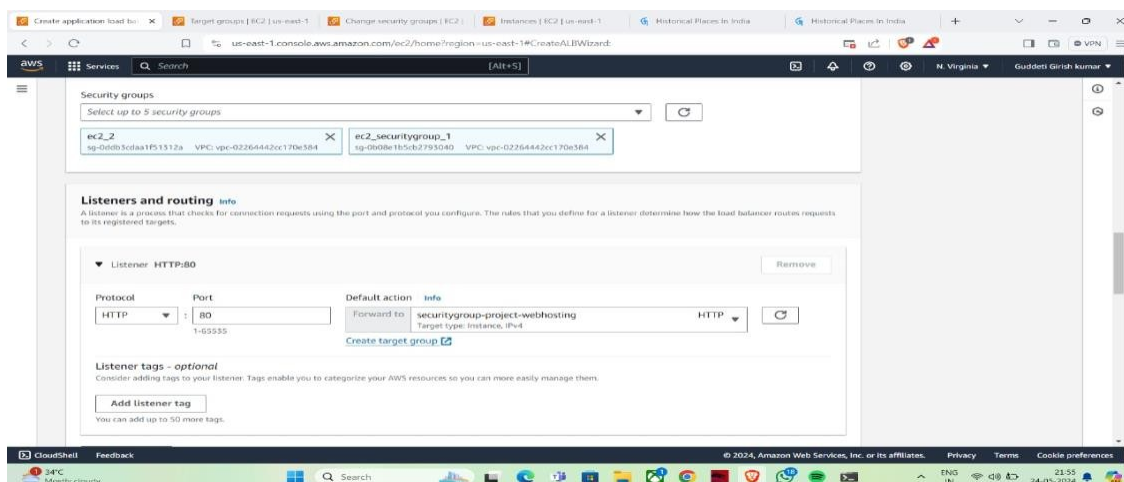 Create application load bal
Target groups | EC2 | us-east-1
Change security groups | EC2 |
Instances | EC2 | us-east-1
Historical Places In India
Historical Places In India
us-east-1.console.aws.amazon.com/ec2/home?region=us-east-1#CreateALBWizard:
VPN
aws
Services
Search
[Alt+S]
N. Virginia
Guddeti Girish kumar
Security groups
Select up to 5 security groups
ec2_2
sg-0ddb3cdaa1f51312a VPC: vpc-02264442cc170e384
ec2_securitygroup_1
sg-0b08e1b5cb2793040 VPC: vpc-02264442cc170e384
Listeners and routing Info
A listener is a process that checks for connection requests using the port and protocol you configure. The rules that you define for a listener determine how the load balancer routes requests
to its registered targets.
Listener HTTP:80
Remove
Protocol
Port
Default action Info
HTTP
:
80
1-65535
Forward to
securitygroup-project-webhosting
Target type: Instance, IPv4
HTTP
Create target group
Listener tags - optional
Consider adding tags to your listener. Tags enable you to categorize your AWS resources so you can more easily manage them.
Add listener tag
You can add up to 50 more tags.
CloudShell
Feedback
© 2024, Amazon Web Services, Inc. or its affiliates.
Privacy
Terms
Cookie preferences
34°C
Mostly cloudy
Search
ENG
IN
21:55
24-05-2024